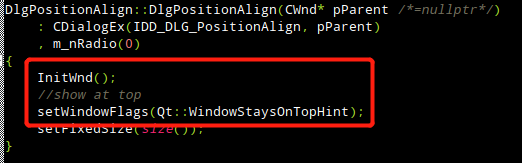 DlgPositionAlign::DlgPositionAlign(CWnd* pParent /*=nullptr*/)
: CDialogEx(IDD_DLG_PositionAlign, pParent)
, m_nRadio(0)
{
InitWnd();
//show at top
setWindowFlags(Qt::WindowStaysOnTopHint);
setFixedSize(size());
}